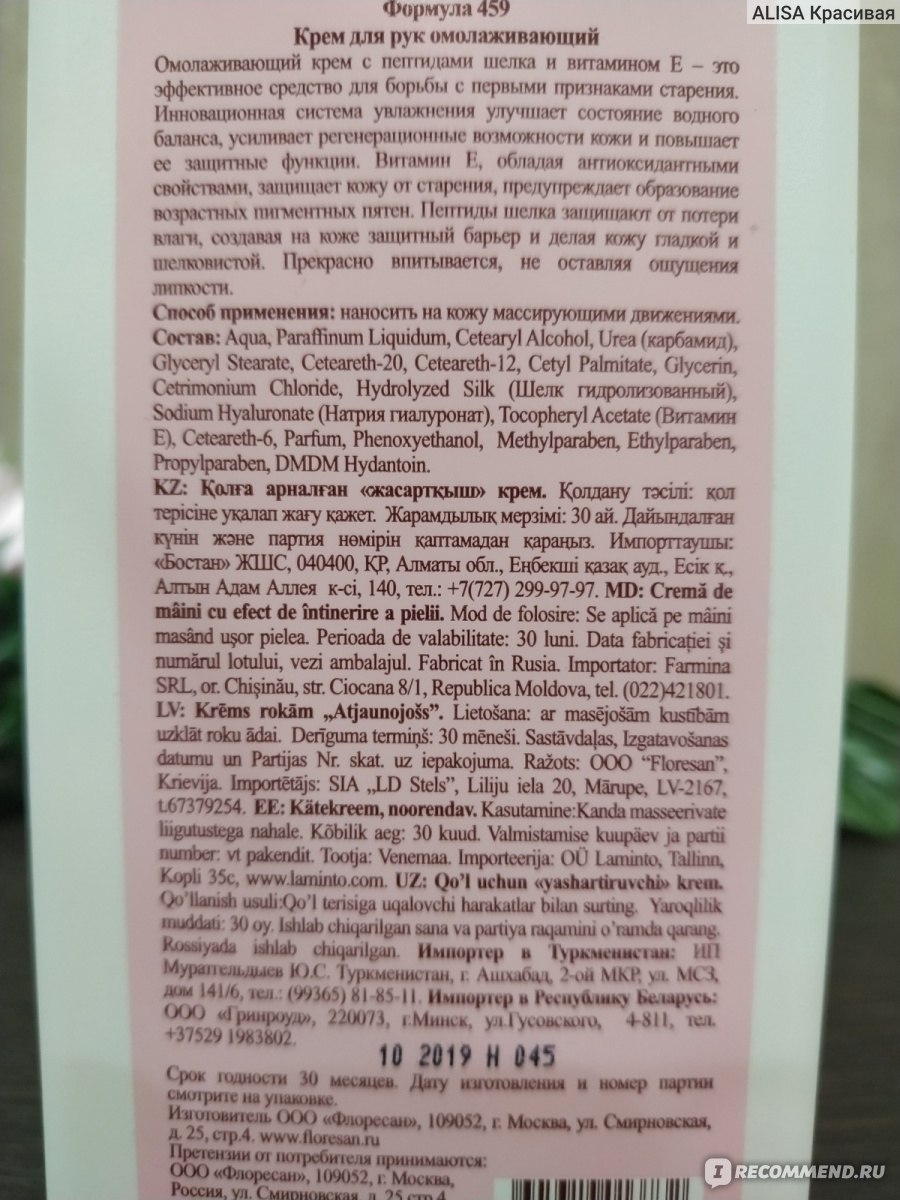 ALISA Красивая
Формула 459
Крем для рук омолаживающий
Омолаживающий крем с пептидами шелка и витамином Е – это
эффективное средство для борьбы с первыми признаками старения.
Инновационная система увлажнения улучшает состояние водного
баланса, усиливает регенерационные возможности кожи и повышает
ее защитные функции. Витамин Е, обладая антиоксидантными
свойствами, защищает кожу от старения, предупреждает образование
возрастных пигментных пятен. Пептиды шелка защищают от потери
влаги, создавая на коже защитный барьер и делая кожу гладкой и
шелковистой. Прекрасно впитывается, не оставляя ощущения
липкости.
Способ применения: наносить на кожу массирующими движениями.
Состав: Aqua, Paraffinum Liquidum, Cetearyl Alcohol, Urea (карбамид),
Glyceryl Stearate, Ceteareth-20, Ceteareth-12, Cetyl Palmitate, Glycerin,
Cetrimonium Chloride, Hydrolyzed Silk (Шелк гидролизованный),
Sodium Hyaluronate (Натрия гиалуронат), Tocopheryl Acetate (Витамин
Е), Ceteareth-6, Parfum, Phenoxyethanol, Methylparaben, Ethylparaben,
Propylparaben, DMDM Hydantoin.
KZ: Қолға арналған «жасартқыш» крем. Қолдану тәсілі: қол
терісіне уқалап жағу қажет. Жарамдылық мерзімі: 30 ай. Дайындалған
күнін және партия нөмірін қаптамадан қараңыз. Импорттаушы:
«Бостан» ЖШС, 040400, ҚР, Алматы обл., Еңбекші қазақ ауд., Есік қ.,
Алтын Адам Аллея к-сі, 140, тел.: +7(727) 299-97-97. MD: Cremă de
mâini cu efect de întinerire a pielii. Mod de folosire: Se aplică pe mâini
masând ușor pielea. Perioada de valabilitate: 30 luni. Data fabricației și
numărul lotului, vezi ambalajul. Fabricat în Rusia. Importator: Farmina
SRL, or. Chișinău, str. Ciocana 8/1, Republica Moldova, tel. (022)421801.
LV: Krēms rokām „Atjaunojošs”. Lietošana: ar masējošām kustībām
uzklāt roku ādai. Derīguma termiņš: 30 mēneši. Sastāvdaļas, Izgatavošanas
datumu un Partijas Nr. skat. uz iepakojuma. Ražots: OOO “Floresan”,
Krievija. Importētājs: SIA „LD Stels”, Liliju iela 20, Mārupe, LV-2167,
t.67379254. EE: Kätekreem, noorendav. Kasutamine:Kanda masseerivate
liigutustega nahale. Kõbilik aeg: 30 kuud. Valmistamise kuupäev ja partii
number: vt pakendit. Tootja: Venemaa. Importeerija: OÜ Laminto, Tallinn,
Kopli 35c, www.laminto.com. UZ: Qo’l uchun «yashartiruvchi» krem.
Qo’llanish usuli:Qo’l terisiga uqalovchi harakatlar bilan surting. Yaroqlilik
muddati: 30 oy. Ishlab chiqarilgan sana va partiya raqamini o’ramda qarang.
Rossiyada ishlab chiqarilgan. Импортер в Туркменистан: ИП
Мураптельдыев Ю.С. Туркменистан, г. Ашхабад, 2-ой МКР, ул. МСЗ,
дом 141/6, тел.: (99365) 81-85-11. Импортер в Республику Беларусь:
ООО «Гринроуд», 220073, г.Минск, ул.Гусовского, 4-811, тел.
+37529 1983802.
10 2019 Н 045
Срок годности 30 месяцев. Дату изготовления и номер партии
смотрите на упаковке.
Изготовитель ООО «Флоресан», 109052, г. Москва, ул. Смирновская,
д. 25, стр.4. www.floresan.ru
Претензии от потребителя принимаются:
ООО «Флоресан», 109052, г. Москва,
Россия, ул. Смирновская, д. 25 стр 4
IRECOMMEND.RU